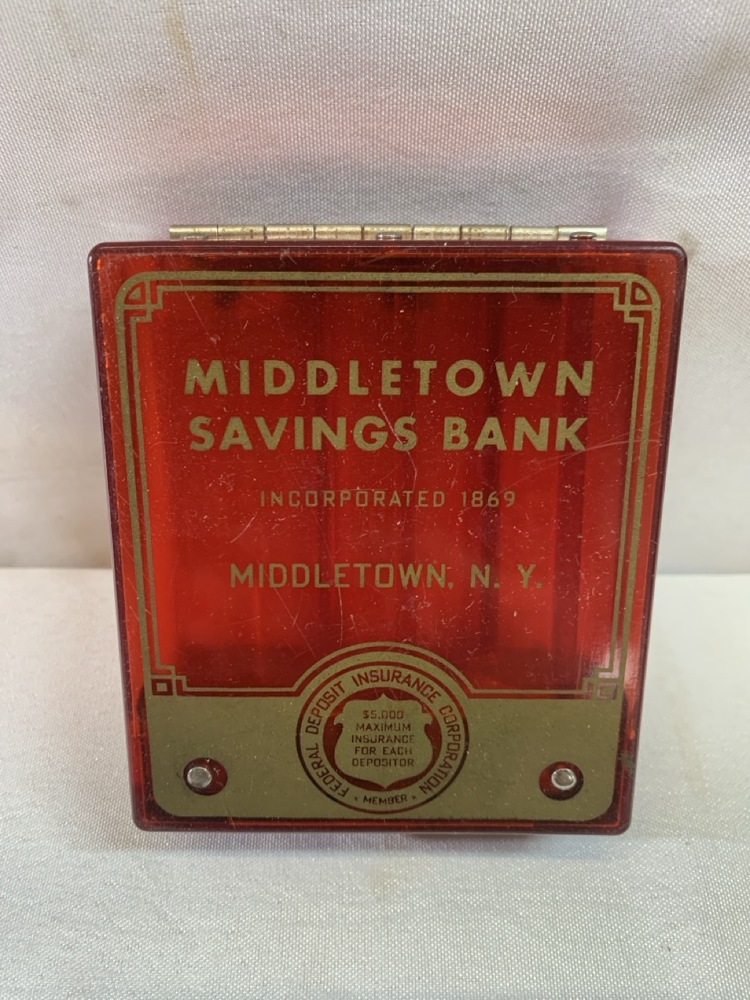 MIDDLETOWN
SAVINGS BANK
INCORPORATED 1869
MIDDLETOWN, N. Y.
FEDERAL DEPOSIT INSURANCE CORPORATION
$5,000
MAXIMUM
INSURANCE
FOR EACH
DEPOSITOR
MEMBER